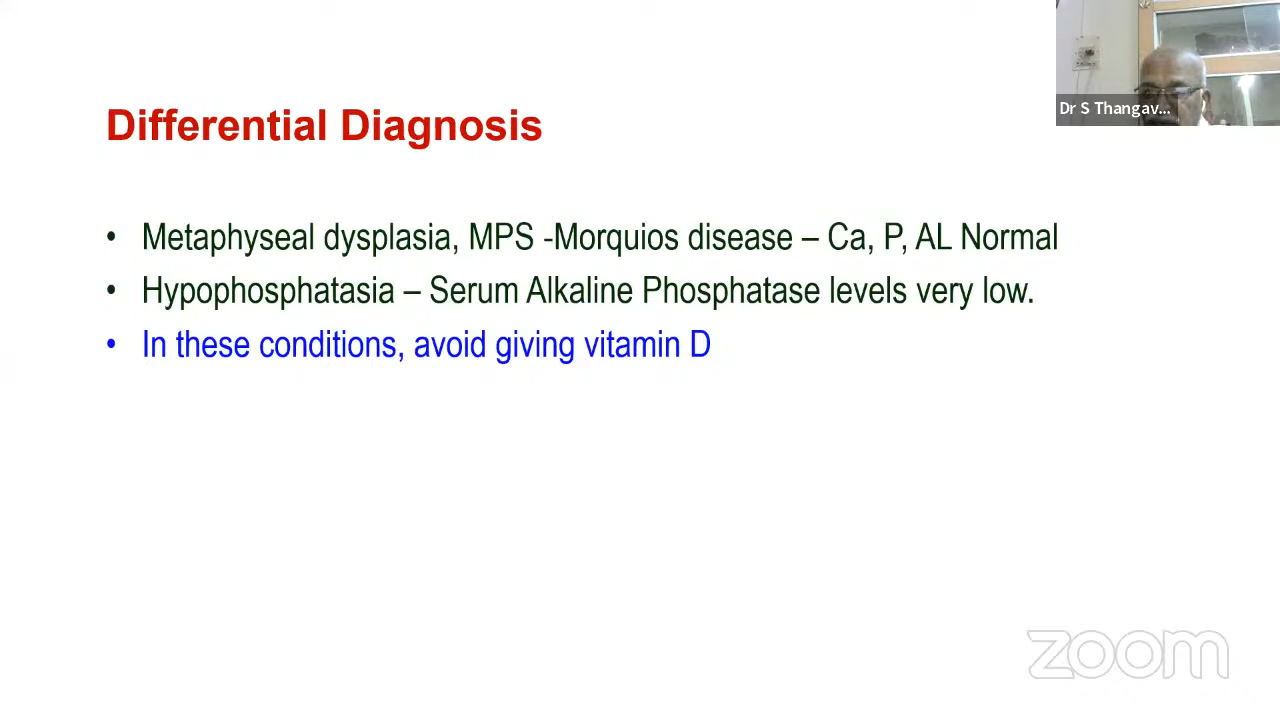 Dr S Thangav...
Differential Diagnosis
• Metaphyseal dysplasia, MPS -Morquios disease – Ca, P, AL Normal
• Hypophosphatasia – Serum Alkaline Phosphatase levels very low.
• In these conditions, avoid giving vitamin D
zoom